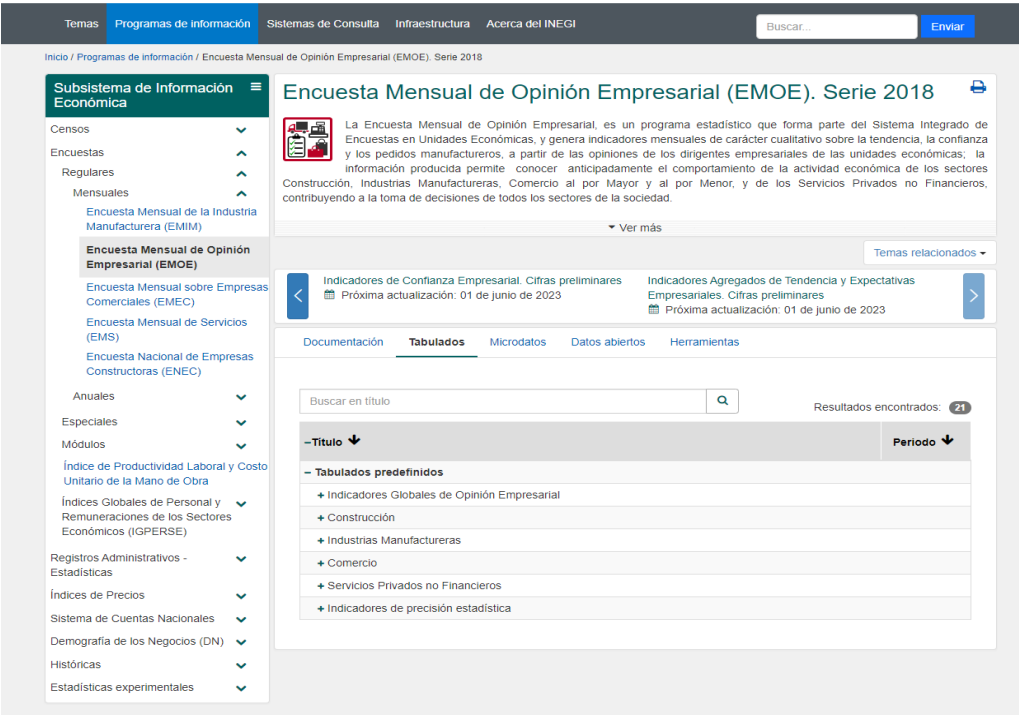 Temas Programas de información Sistemas de Consulta Infraestructura Acerca del INEGI Buscar... Enviar
Inicio / Programas de información / Encuesta Mensual de Opinión Empresarial (EMOE). Serie 2018
Subsistema de Información
Económica
Censos
Encuestas
Regulares
Mensuales
Encuesta Mensual de la Industria
Manufacturera (EMIM)
Encuesta Mensual de Opinión
Empresarial (EMOE)
Encuesta Mensual sobre Empresas
Comerciales (EMEC)
Encuesta Mensual de Servicios
(EMS)
Encuesta Nacional de Empresas
Constructoras (ENEC)
Anuales
Especiales
Módulos
Índice de Productividad Laboral y Costo
Unitario de la Mano de Obra
Índices Globales de Personal y
Remuneraciones de los Sectores
Económicos (IGPERSE)
Registros Administrativos -
Estadísticas
Índices de Precios
Sistema de Cuentas Nacionales
Demografía de los Negocios (DN)
Históricas
Estadísticas experimentales
Encuesta Mensual de Opinión Empresarial (EMOE). Serie 2018
La Encuesta Mensual de Opinión Empresarial, es un programa estadístico que forma parte del Sistema Integrado de
Encuestas en Unidades Económicas, y genera indicadores mensuales de carácter cualitativo sobre la tendencia, la confianza
y los pedidos manufactureros, a partir de las opiniones de los dirigentes empresariales de las unidades económicas; la
información producida permite conocer anticipadamente el comportamiento de la actividad económica de los sectores
Construcción, Industrias Manufactureras, Comercio al por Mayor y al por Menor, y de los Servicios Privados no Financieros,
contribuyendo a la toma de decisiones de todos los sectores de la sociedad.
Ver más
Temas relacionados
Indicadores de Confianza Empresarial. Cifras preliminares
Próxima actualización: 01 de junio de 2023
Indicadores Agregados de Tendencia y Expectativas
Empresariales. Cifras preliminares
Próxima actualización: 01 de junio de 2023
Documentación Tabulados Microdatos Datos abiertos Herramientas
Buscar en título
Resultados encontrados: 21
−Título Periodo
− Tabulados predefinidos
+ Indicadores Globales de Opinión Empresarial
+ Construcción
+ Industrias Manufactureras
+ Comercio
+ Servicios Privados no Financieros
+ Indicadores de precisión estadística